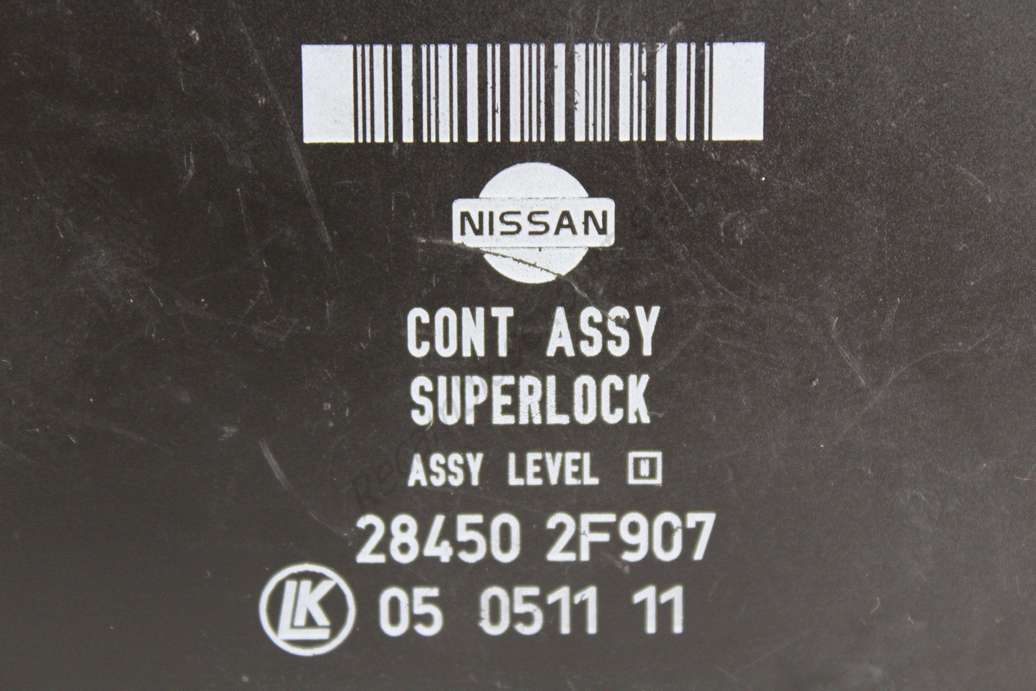 NISSAN
CONT ASSY
SUPERLOCK
ASSY LEVEL N
28450 2F907
LK 05 0511 11